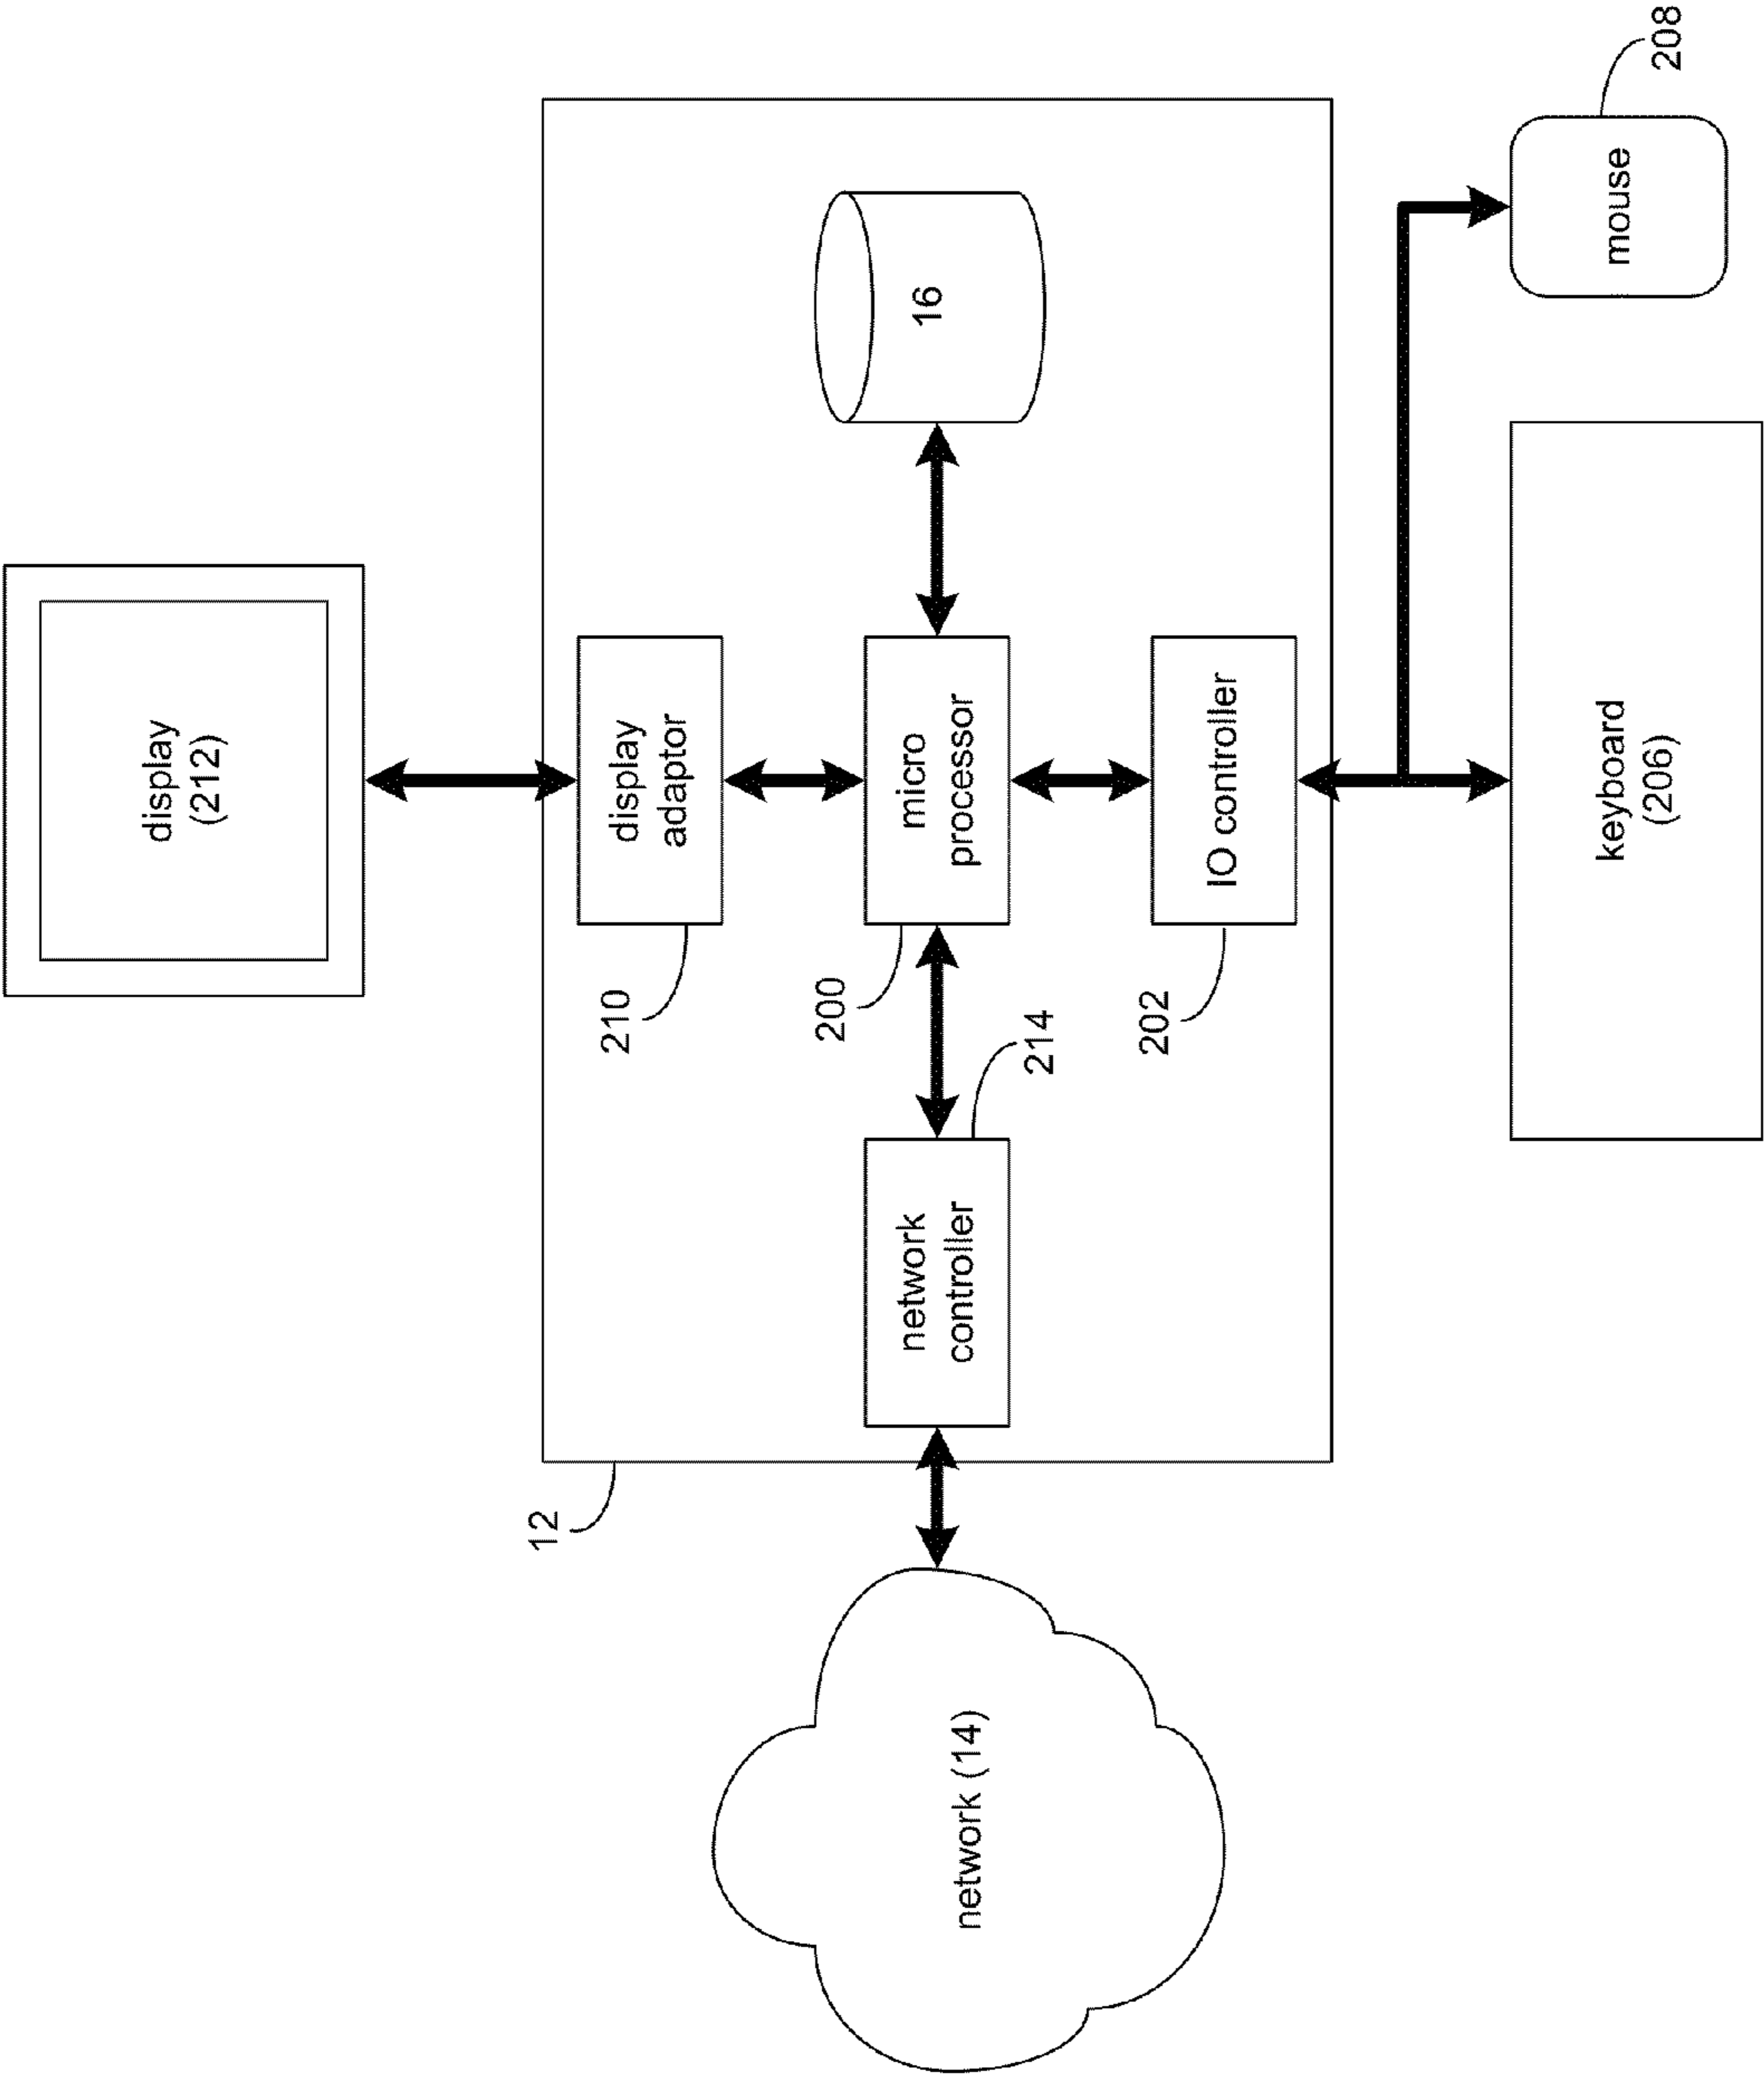 display
(212)
display
adaptor
210
micro
processor
200
16
network
controller
214
IO controller
202
12
network (14)
keyboard
(206)
mouse
208